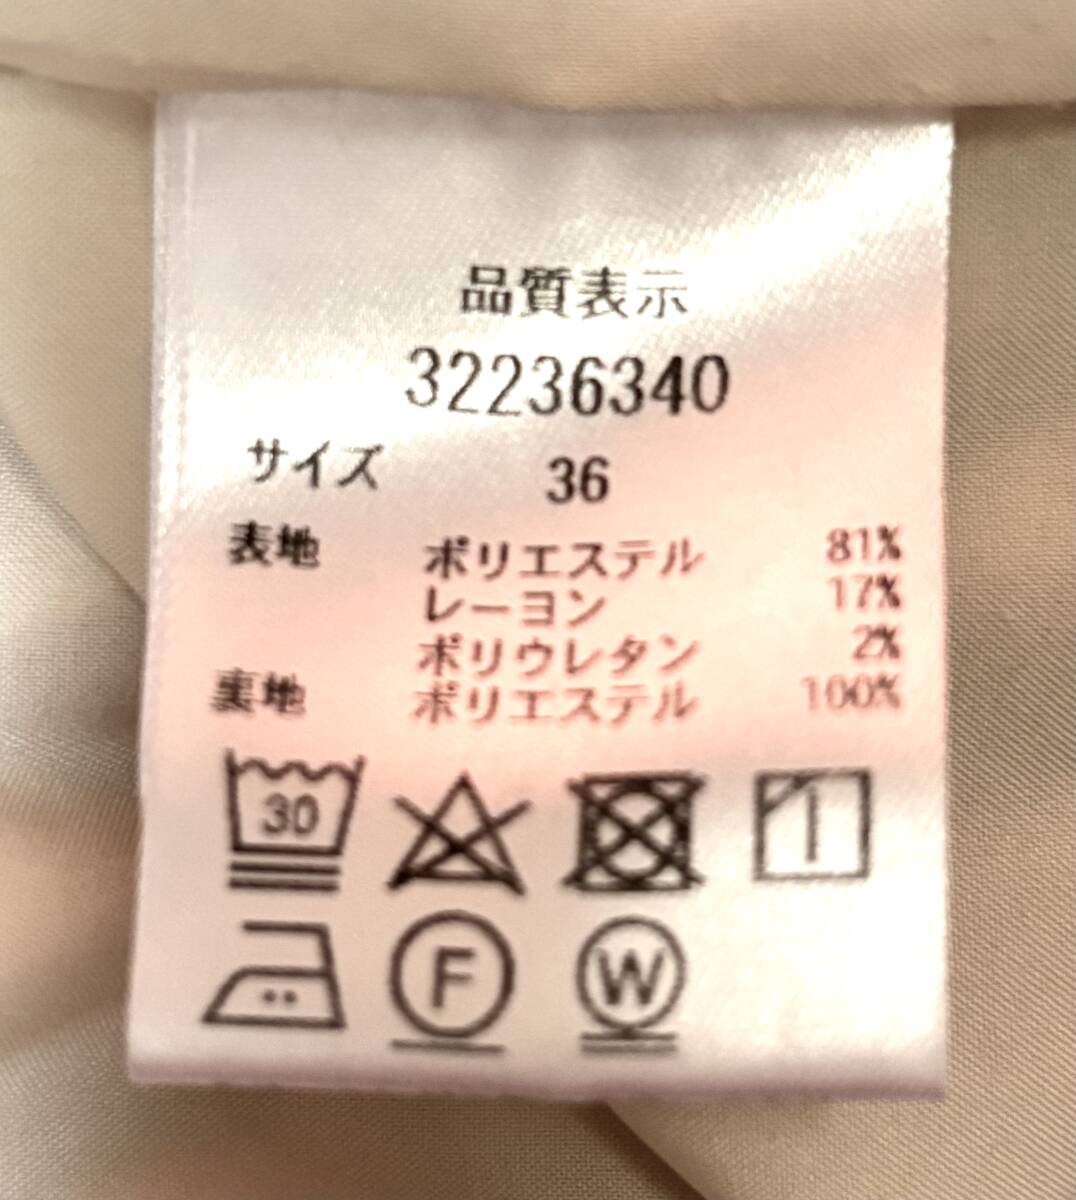 品質表示
32236340
サイズ 36
表地 ポリエステル 81%
レーヨン 17%
ポリウレタン 2%
裏地 ポリエステル 100%
30
F W